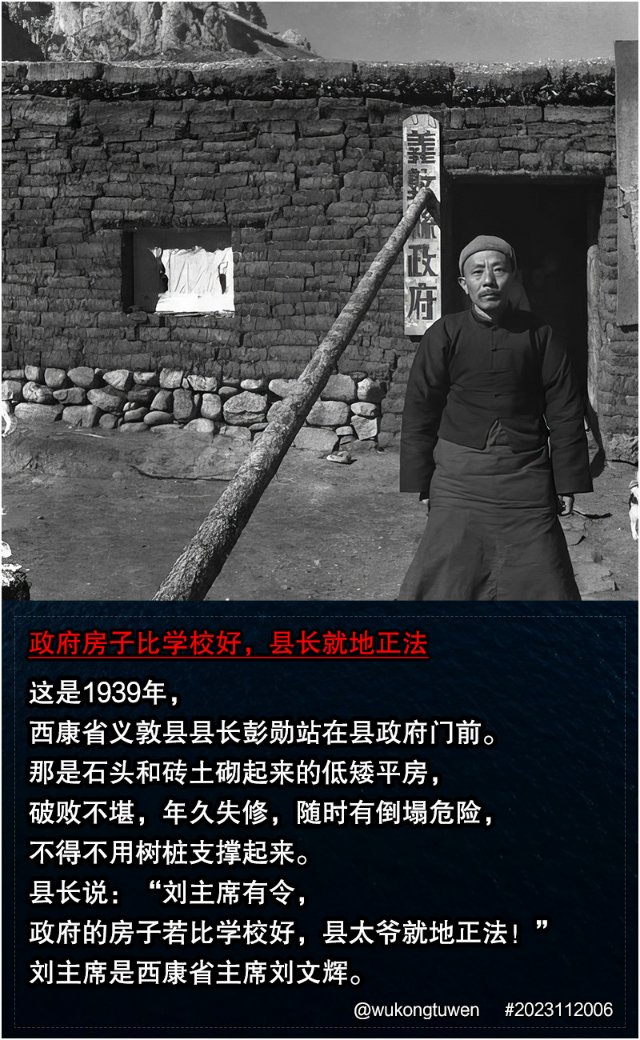 義敦縣政府
政府房子比学校好，县长就地正法
这是1939年，
西康省义敦县县长彭勋站在县政府门前。
那是石头和砖土砌起来的低矮平房，
破败不堪，年久失修，随时有倒塌危险，
不得不用树桩支撑起来。
县长说：“刘主席有令，
政府的房子若比学校好，县太爷就地正法！”
刘主席是西康省主席刘文辉。
@wukongtuwen #2023112006